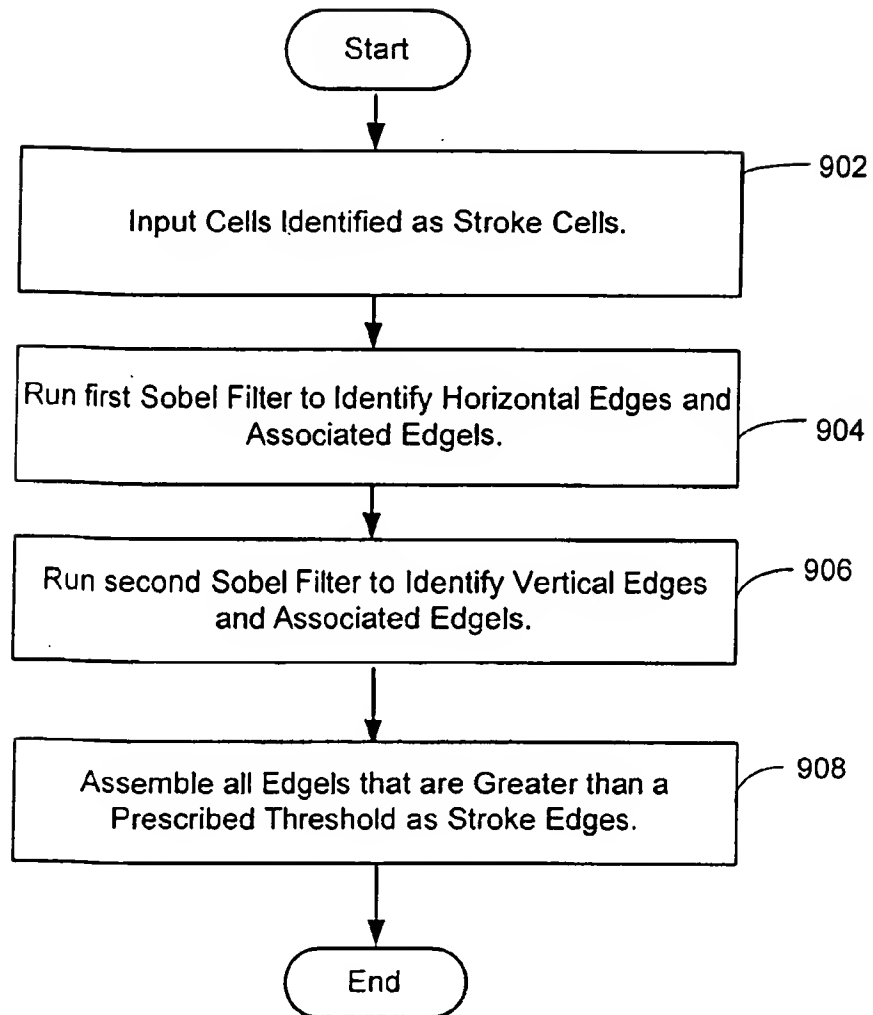 Start
902
Input Cells Identified as Stroke Cells.
Run first Sobel Filter to Identify Horizontal Edges and
Associated Edgels.
904
Run second Sobel Filter to Identify Vertical Edges
and Associated Edgels.
906
Assemble all Edgels that are Greater than a
Prescribed Threshold as Stroke Edges.
908
End